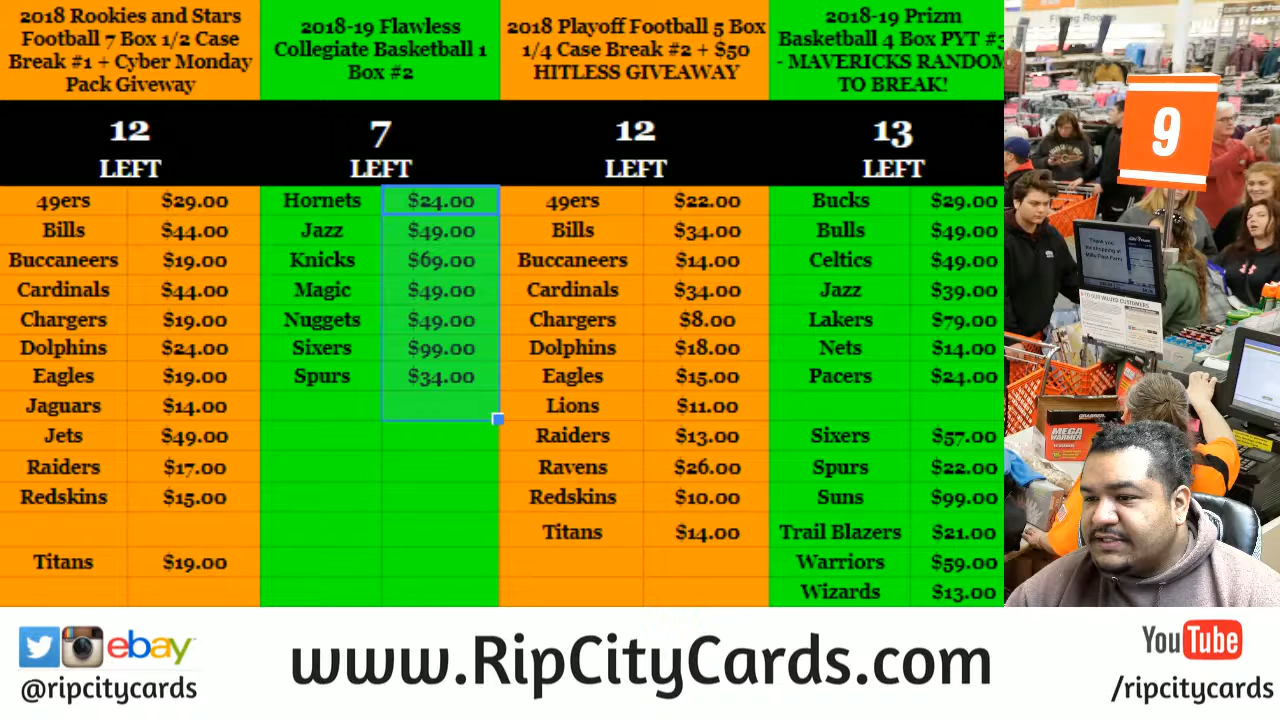 2018 Rookies and Stars
Football 7 Box 1/2 Case
Break #1 + Cyber Monday
Pack Giveway
12
LEFT
49ers $29.00
Bills $44.00
Buccaneers $19.00
Cardinals $44.00
Chargers $19.00
Dolphins $24.00
Eagles $19.00
Jaguars $14.00
Jets $49.00
Raiders $17.00
Redskins $15.00
Titans $19.00
2018-19 Flawless
Collegiate Basketball 1
Box #2
7
LEFT
Hornets $24.00
Jazz $49.00
Knicks $69.00
Magic $49.00
Nuggets $49.00
Sixers $99.00
Spurs $34.00
2018 Playoff Football 5 Box
1/4 Case Break #2 + $50
HITLESS GIVEAWAY
12
LEFT
49ers $22.00
Bills $34.00
Buccaneers $14.00
Cardinals $34.00
Chargers $8.00
Dolphins $18.00
Eagles $15.00
Lions $11.00
Raiders $13.00
Ravens $26.00
Redskins $10.00
Titans $14.00
2018-19 Prizm
Basketball 4 Box PYT #3
- MAVERICKS RANDOM
TO BREAK!
13
LEFT
Bucks $29.00
Bulls $49.00
Celtics $49.00
Jazz $39.00
Lakers $79.00
Nets $14.00
Pacers $24.00
Sixers $57.00
Spurs $22.00
Suns $99.00
Trail Blazers $21.00
Warriors $59.00
Wizards $13.00
Fitting Rooms
9
Thank you
for shopping at
MEGA
WARMER
ebay
@ripcitycards
www.RipCityCards.com
YouTube
/ripcitycards